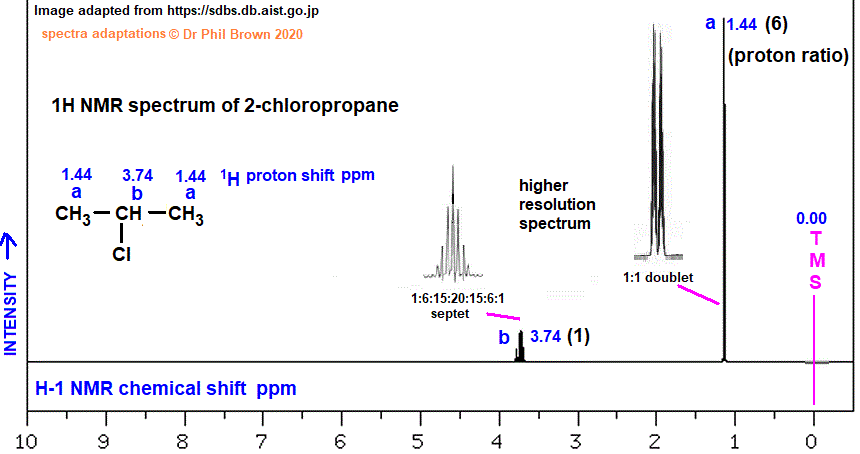 Image adapted from https://sdbs.db.aist.go.jp
spectra adaptations © Dr Phil Brown 2020
a 1.44 (6)
(proton ratio)
1H NMR spectrum of 2-chloropropane
1.44 3.74 1.44 ¹H proton shift ppm
a b a
CH₃–CH–CH₃
Cl
higher
resolution
spectrum
0.00
T
M
S
1:1 doublet
1:6:15:20:15:6:1
septet
b 3.74 (1)
INTENSITY →
H-1 NMR chemical shift ppm
10 9 8 7 6 5 4 3 2 1 0